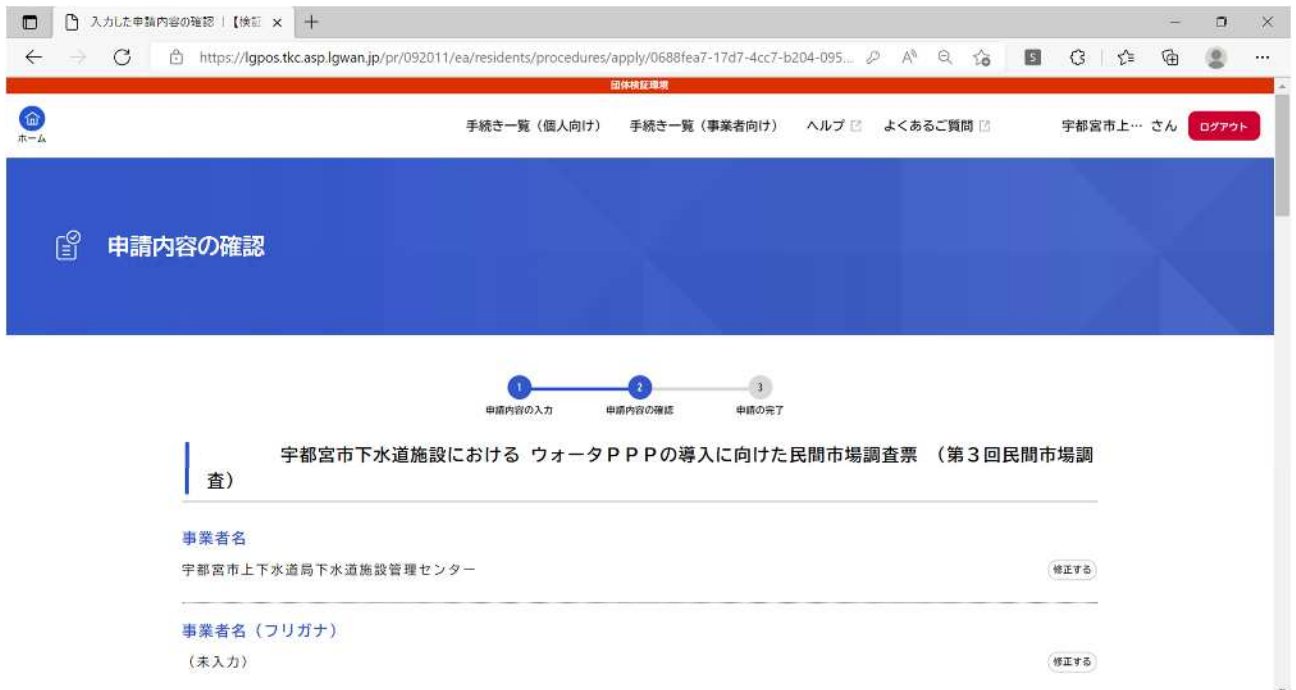 入力した申請内容の確認 | 【検証
https://lgpos.tkc.asp.lgwan.jp/pr/092011/ea/residents/procedures/apply/0688fea7-17d7-4cc7-b204-095...
団体検証環境
ホーム
手続き一覧（個人向け） 手続き一覧（事業者向け） ヘルプ よくあるご質問 宇都宮市上… さん ログアウト
申請内容の確認
1 2 3
申請内容の入力 申請内容の確認 申請の完了
宇都宮市下水道施設における ウォータＰＰＰの導入に向けた民間市場調査票 （第３回民間市場調
査）
事業者名
宇都宮市上下水道局下水道施設管理センター 修正する
事業者名（フリガナ）
（未入力） 修正する